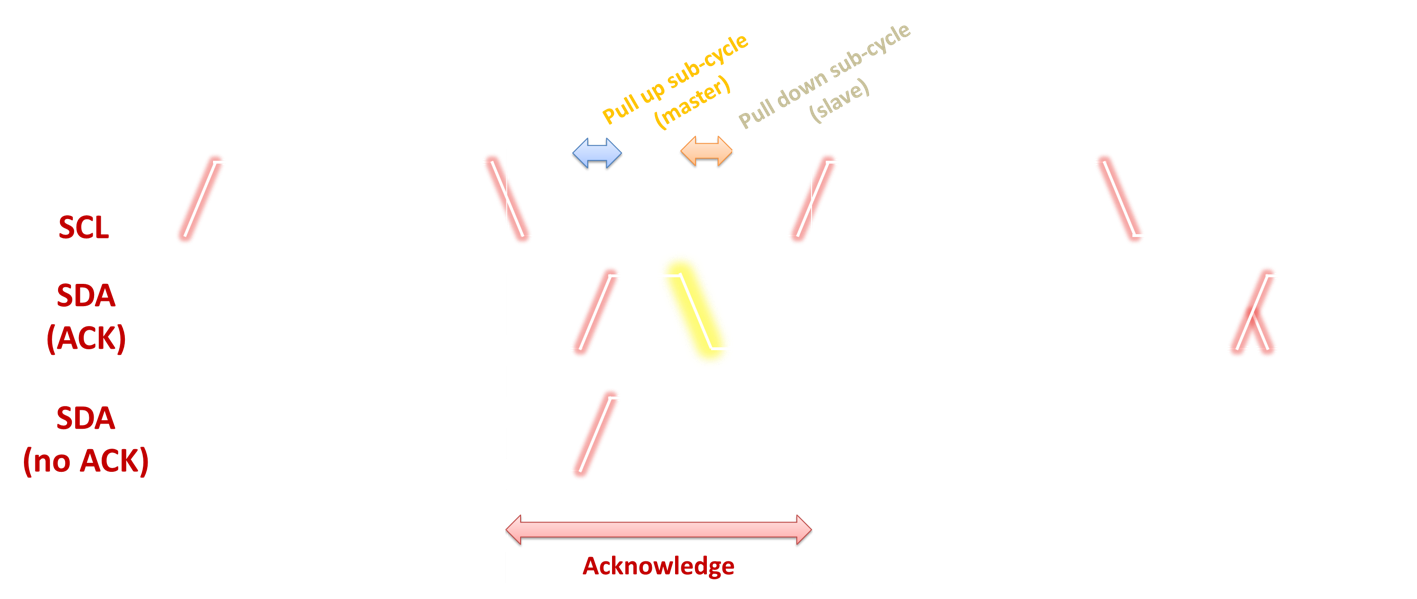 Pull up sub-cycle
(master)
Pull down sub-cycle
(slave)
SCL
SDA
(ACK)
SDA
(no ACK)
Acknowledge